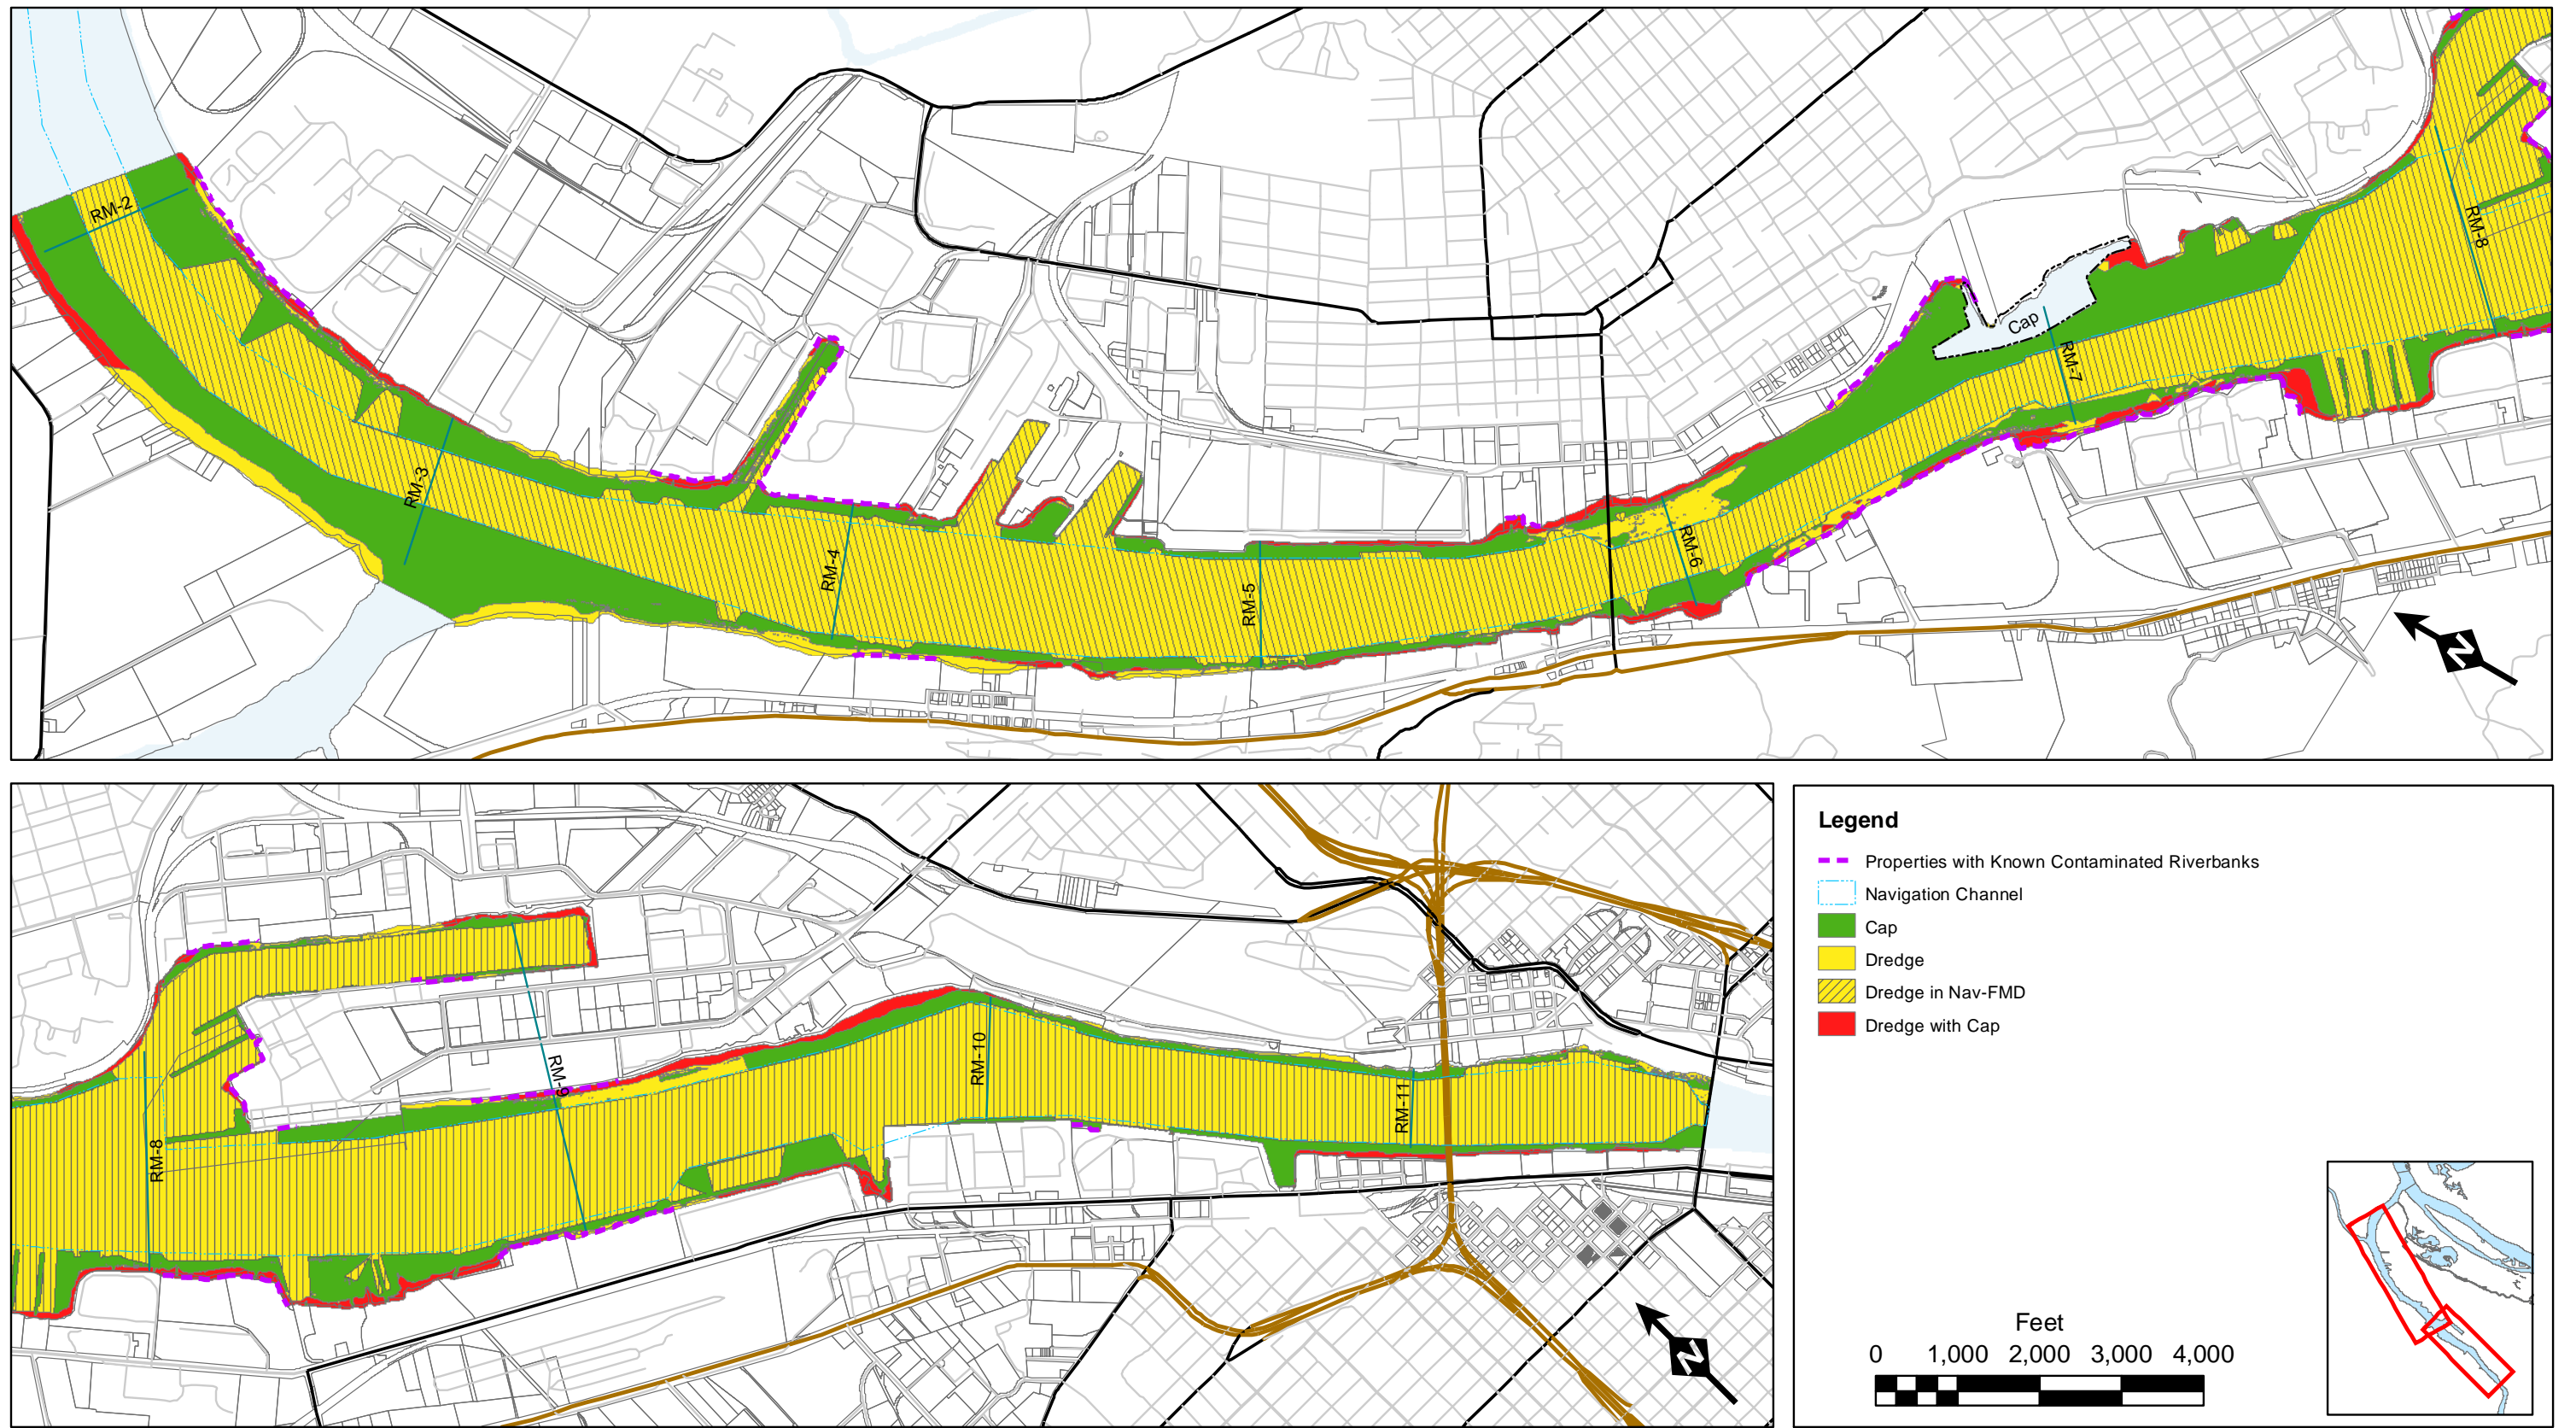 RM-2
RM-3
RM-4
RM-5
RM-6
Cap
RM-7
RM-8
N
RM-8
RM-9
RM-10
RM-11
N
Legend
Properties with Known Contaminated Riverbanks
Navigation Channel
Cap
Dredge
Dredge in Nav-FMD
Dredge with Cap
Feet
0 1,000 2,000 3,000 4,000